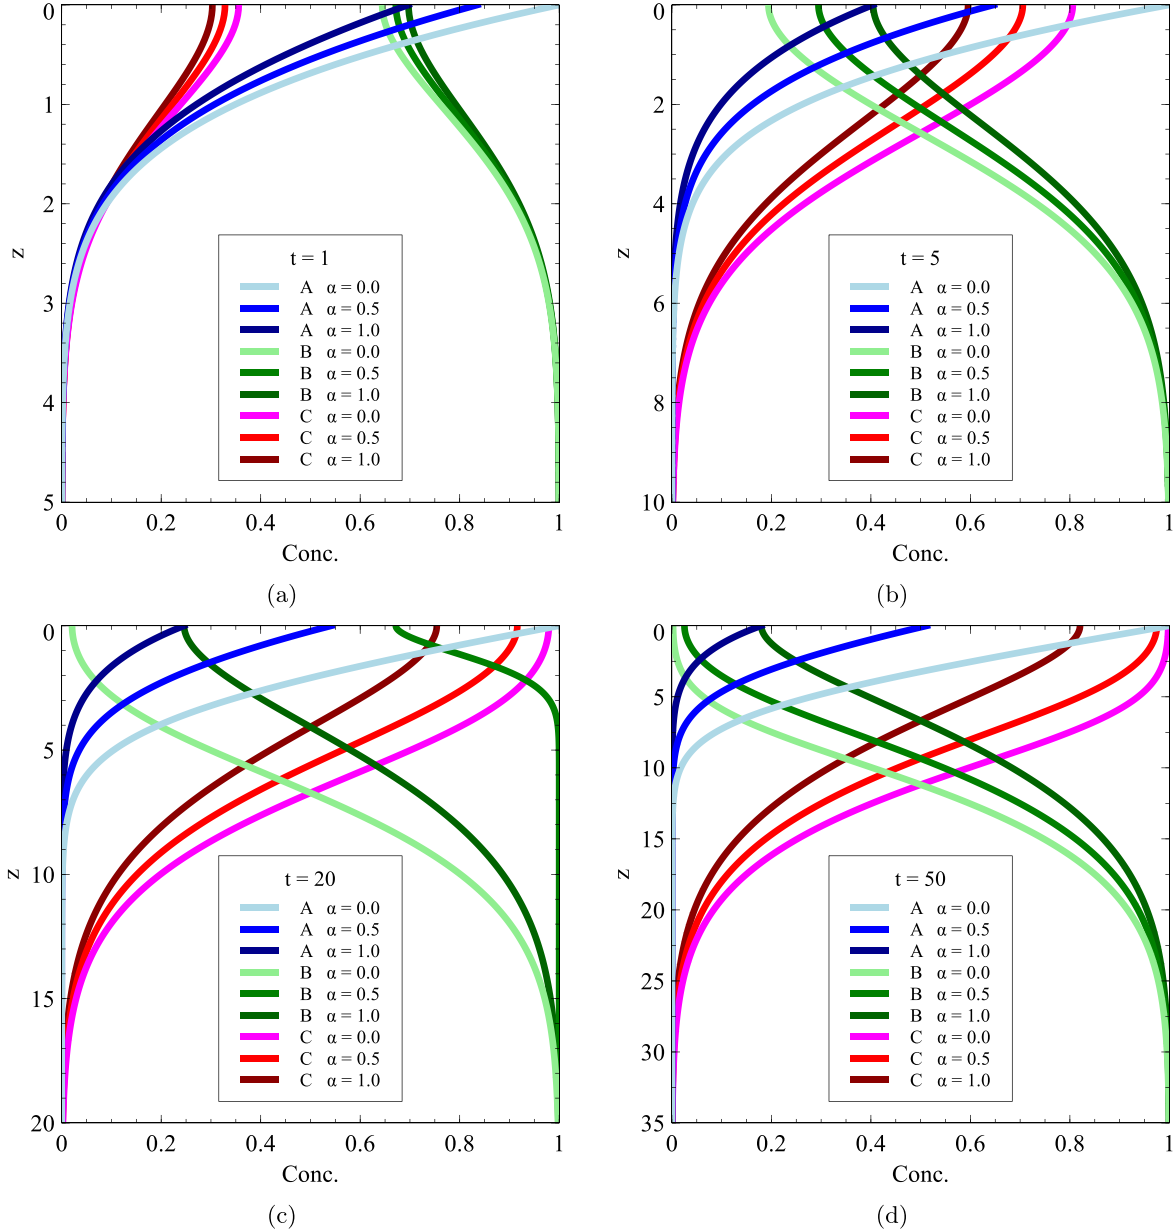 0
1
2
3
4
5
z
0 0.2 0.4 0.6 0.8 1
Conc.
t = 1
A α = 0.0
A α = 0.5
A α = 1.0
B α = 0.0
B α = 0.5
B α = 1.0
C α = 0.0
C α = 0.5
C α = 1.0
(a)
0
2
4
6
8
10
z
0 0.2 0.4 0.6 0.8 1
Conc.
t = 5
A α = 0.0
A α = 0.5
A α = 1.0
B α = 0.0
B α = 0.5
B α = 1.0
C α = 0.0
C α = 0.5
C α = 1.0
(b)
0
5
10
15
20
z
0 0.2 0.4 0.6 0.8 1
Conc.
t = 20
A α = 0.0
A α = 0.5
A α = 1.0
B α = 0.0
B α = 0.5
B α = 1.0
C α = 0.0
C α = 0.5
C α = 1.0
(c)
0
5
10
15
20
25
30
35
z
0 0.2 0.4 0.6 0.8 1
Conc.
t = 50
A α = 0.0
A α = 0.5
A α = 1.0
B α = 0.0
B α = 0.5
B α = 1.0
C α = 0.0
C α = 0.5
C α = 1.0
(d)